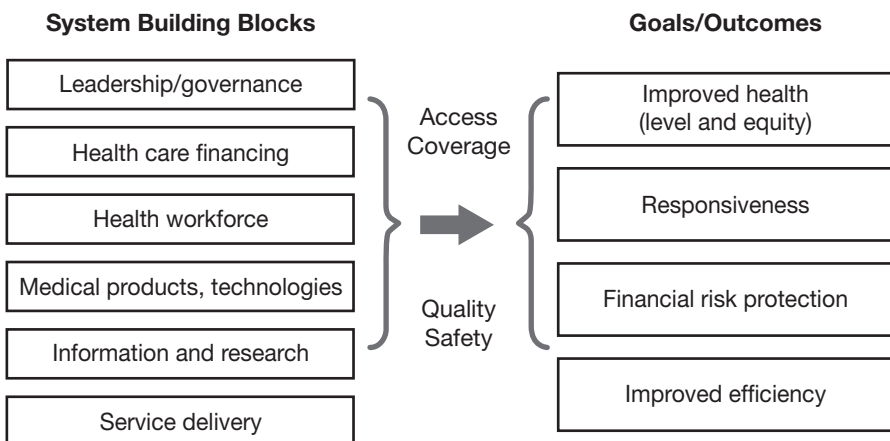 System Building Blocks
Leadership/governance
Health care financing
Health workforce
Medical products, technologies
Information and research
Service delivery
Access
Coverage
Quality
Safety
Goals/Outcomes
Improved health
(level and equity)
Responsiveness
Financial risk protection
Improved efficiency